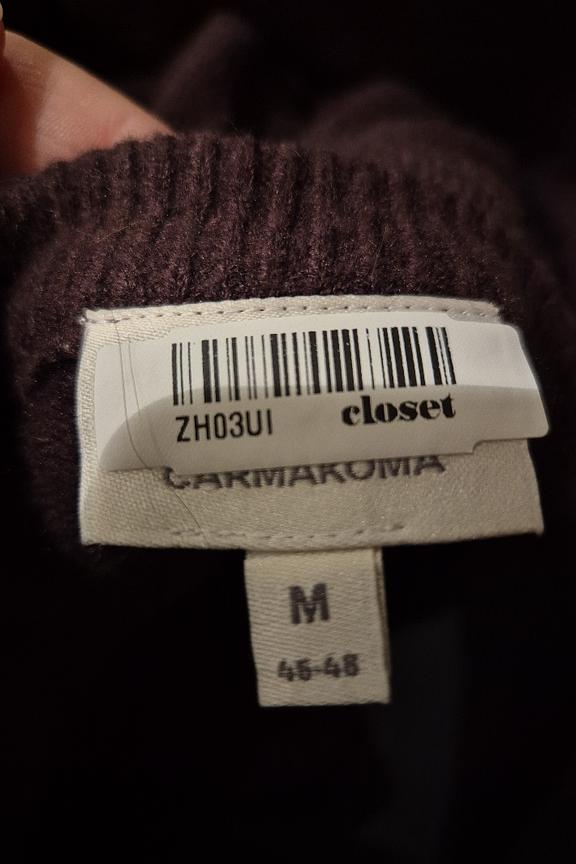 ZH03UI closet
CARMAKOMA
M
46-48